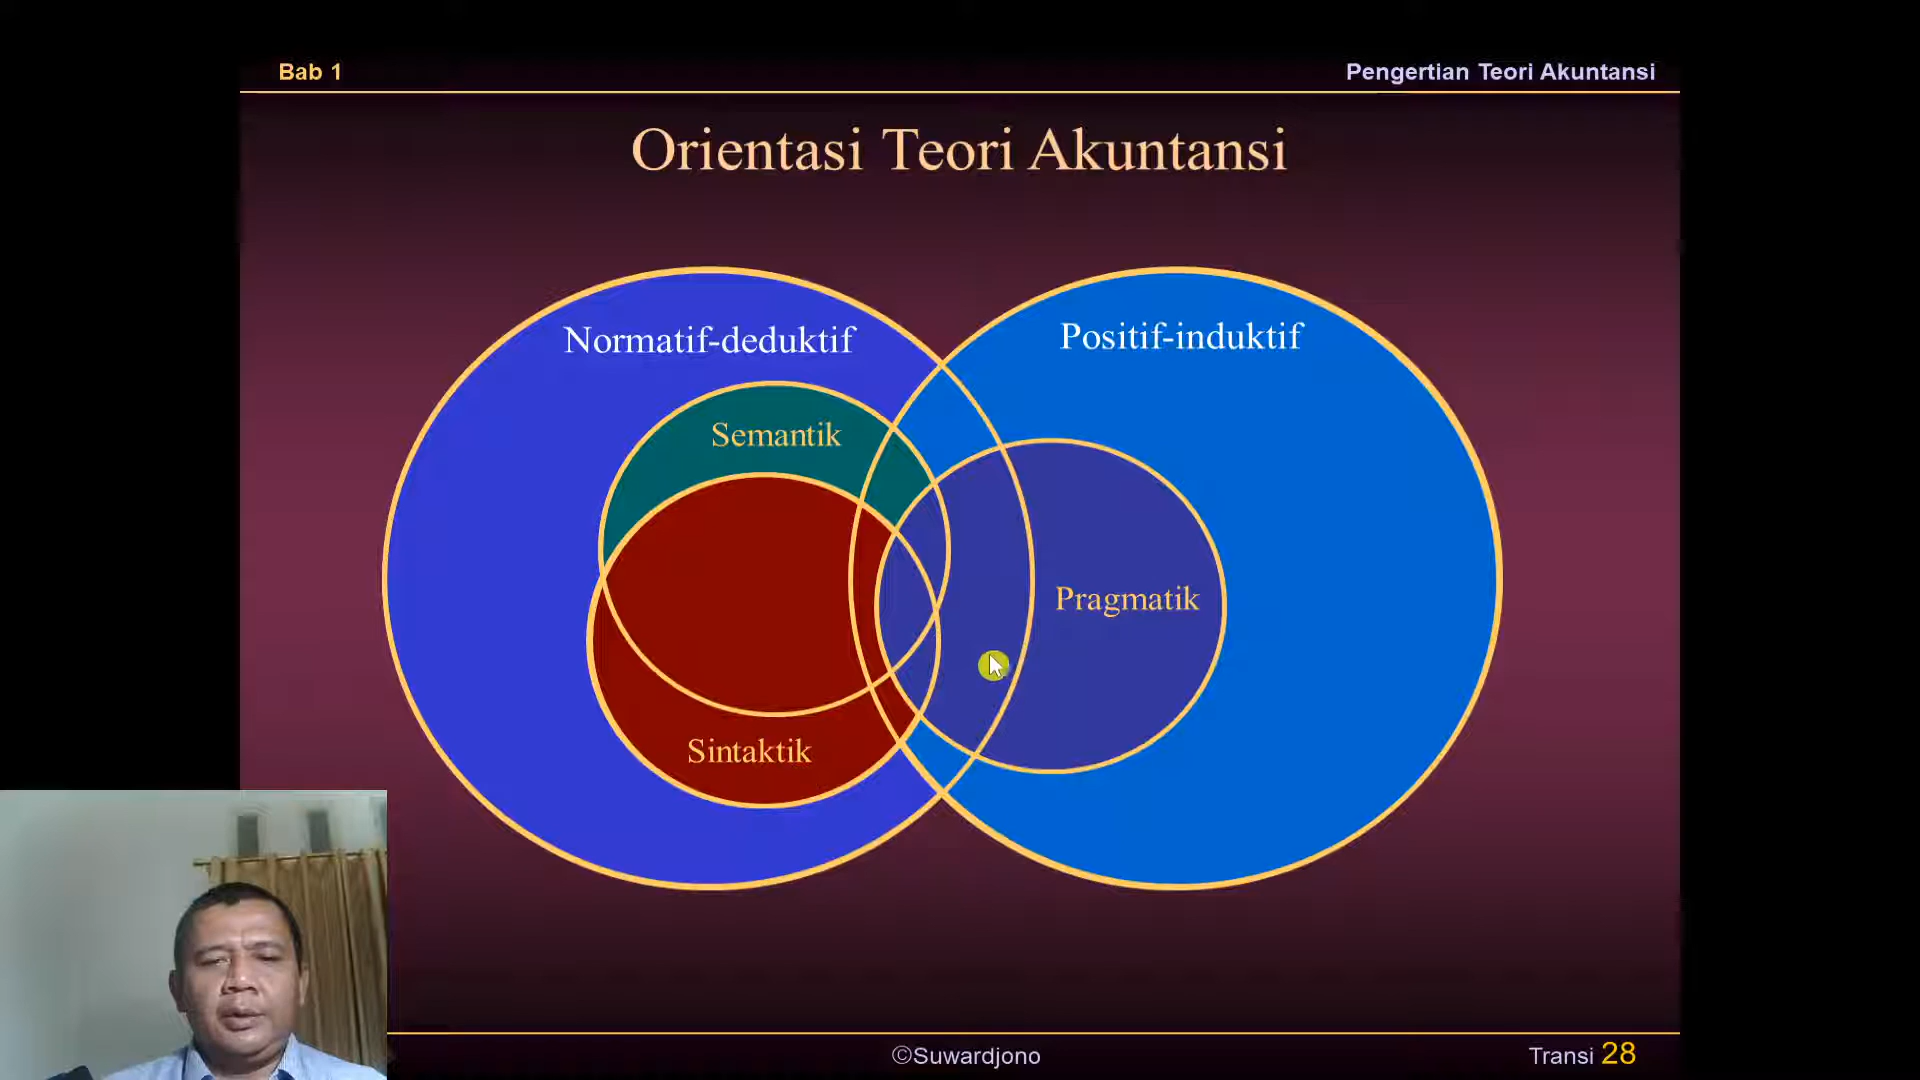 Bab 1
Pengertian Teori Akuntansi
Orientasi Teori Akuntansi
Normatif-deduktif
Positif-induktif
Semantik
Pragmatik
Sintaktik
©Suwardjono
Transi 28